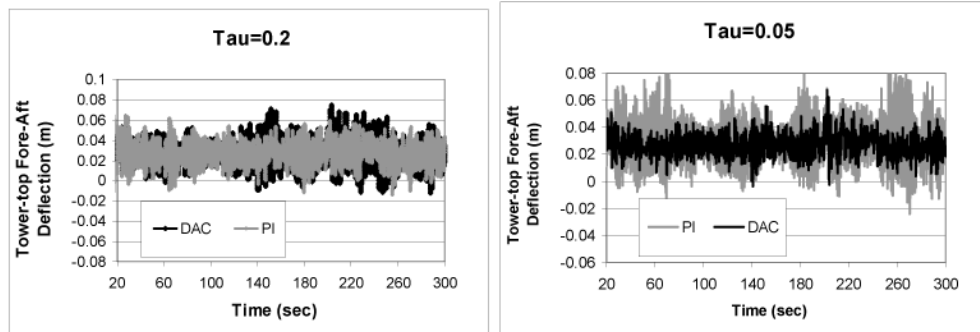 Tau=0.2
Tower-top Fore-Aft
Deflection (m)
0.1
0.08
0.06
0.04
0.02
0
-0.02
-0.04
-0.06
-0.08
DAC
PI
20 60 100 140 180 220 260 300
Time (sec)
Tau=0.05
Tower-top Fore-Aft
Deflection (m)
0.08
0.06
0.04
0.02
0
-0.02
-0.04
-0.06
PI
DAC
20 60 100 140 180 220 260 300
Time (sec)